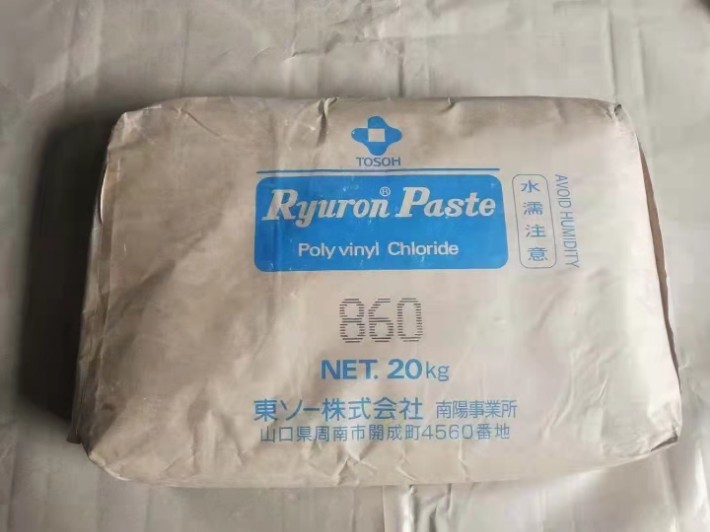 TOSOH
Ryuron® Paste
Polyvinyl Chloride
水濡注意
AVOID HUMIDITY
860
NET. 20kg
東ソー株式会社 南陽事業所
山口県周南市開成町4560番地